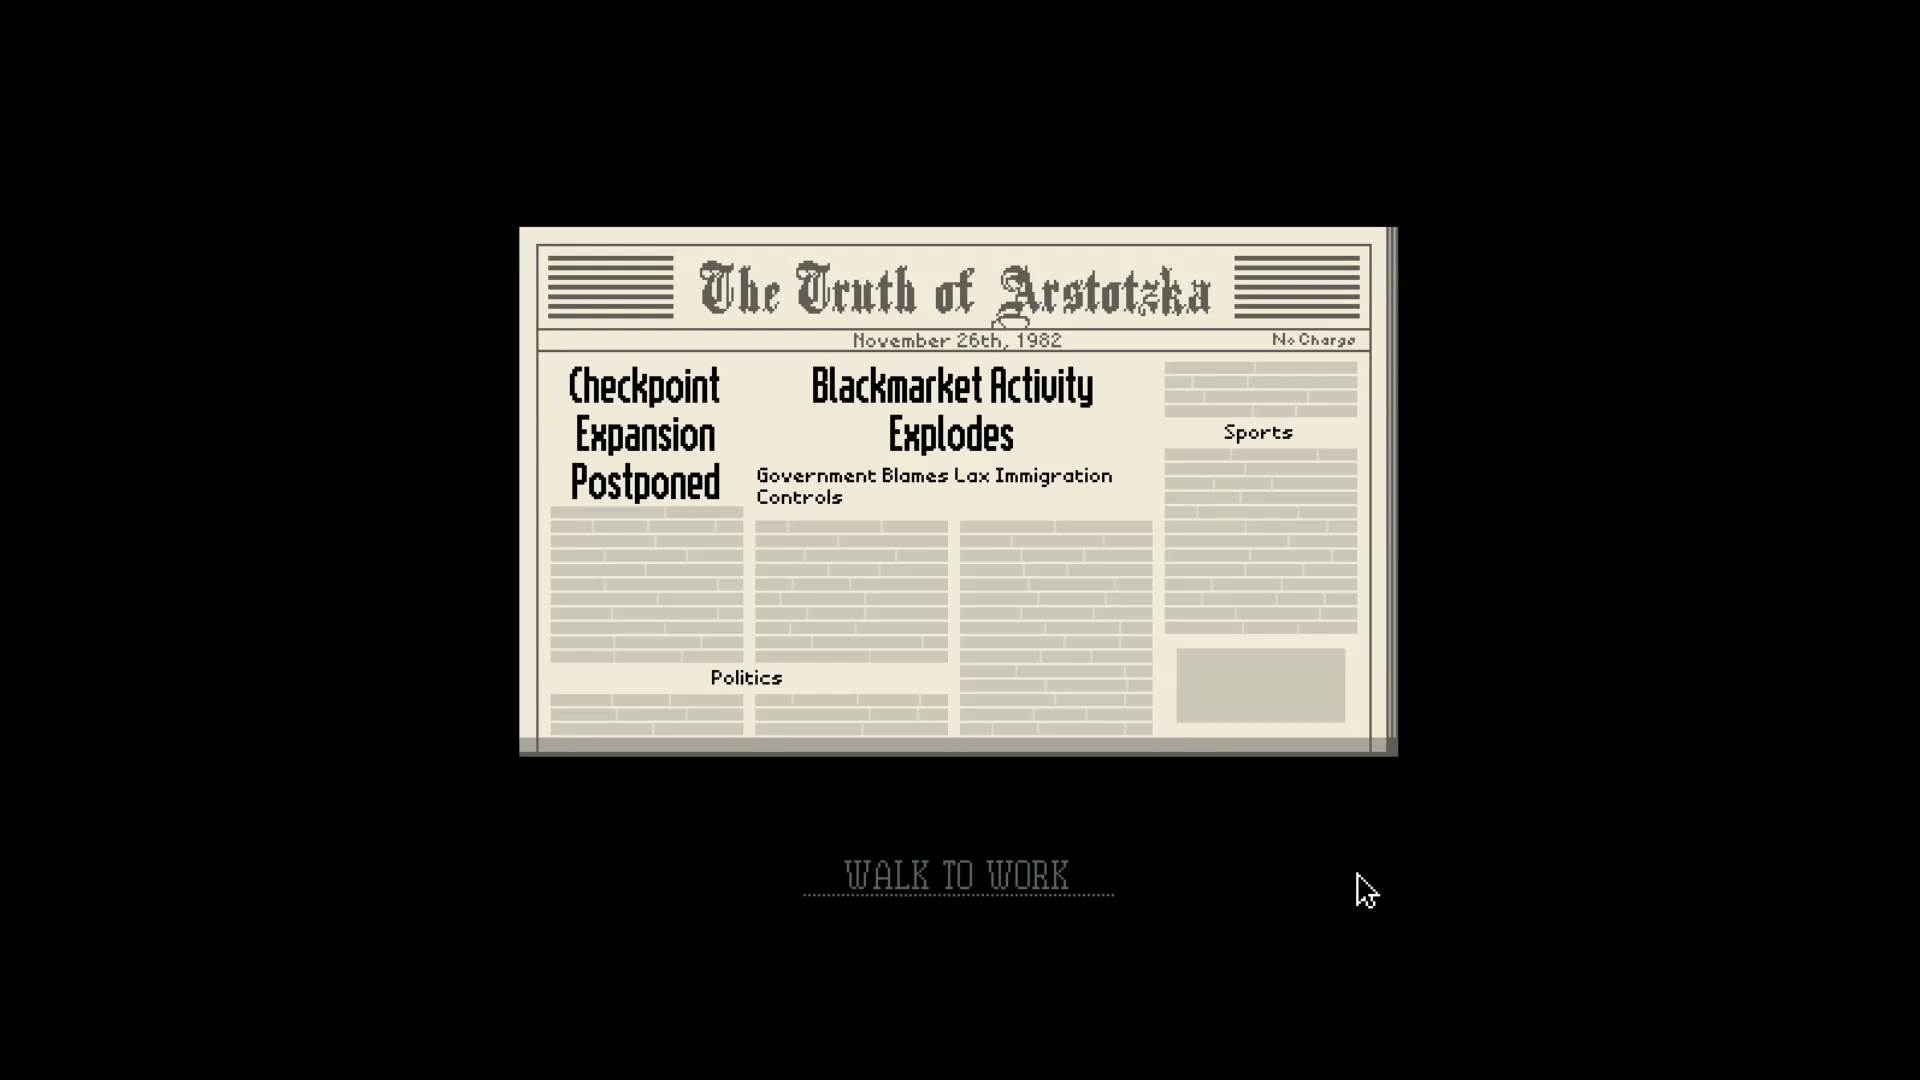 The Truth of Arstotzka
November 26th, 1982
No Charge
Checkpoint
Expansion
Postponed
Blackmarket Activity
Explodes
Government Blames Lax Immigration
Controls
Sports
Politics
WALK TO WORK